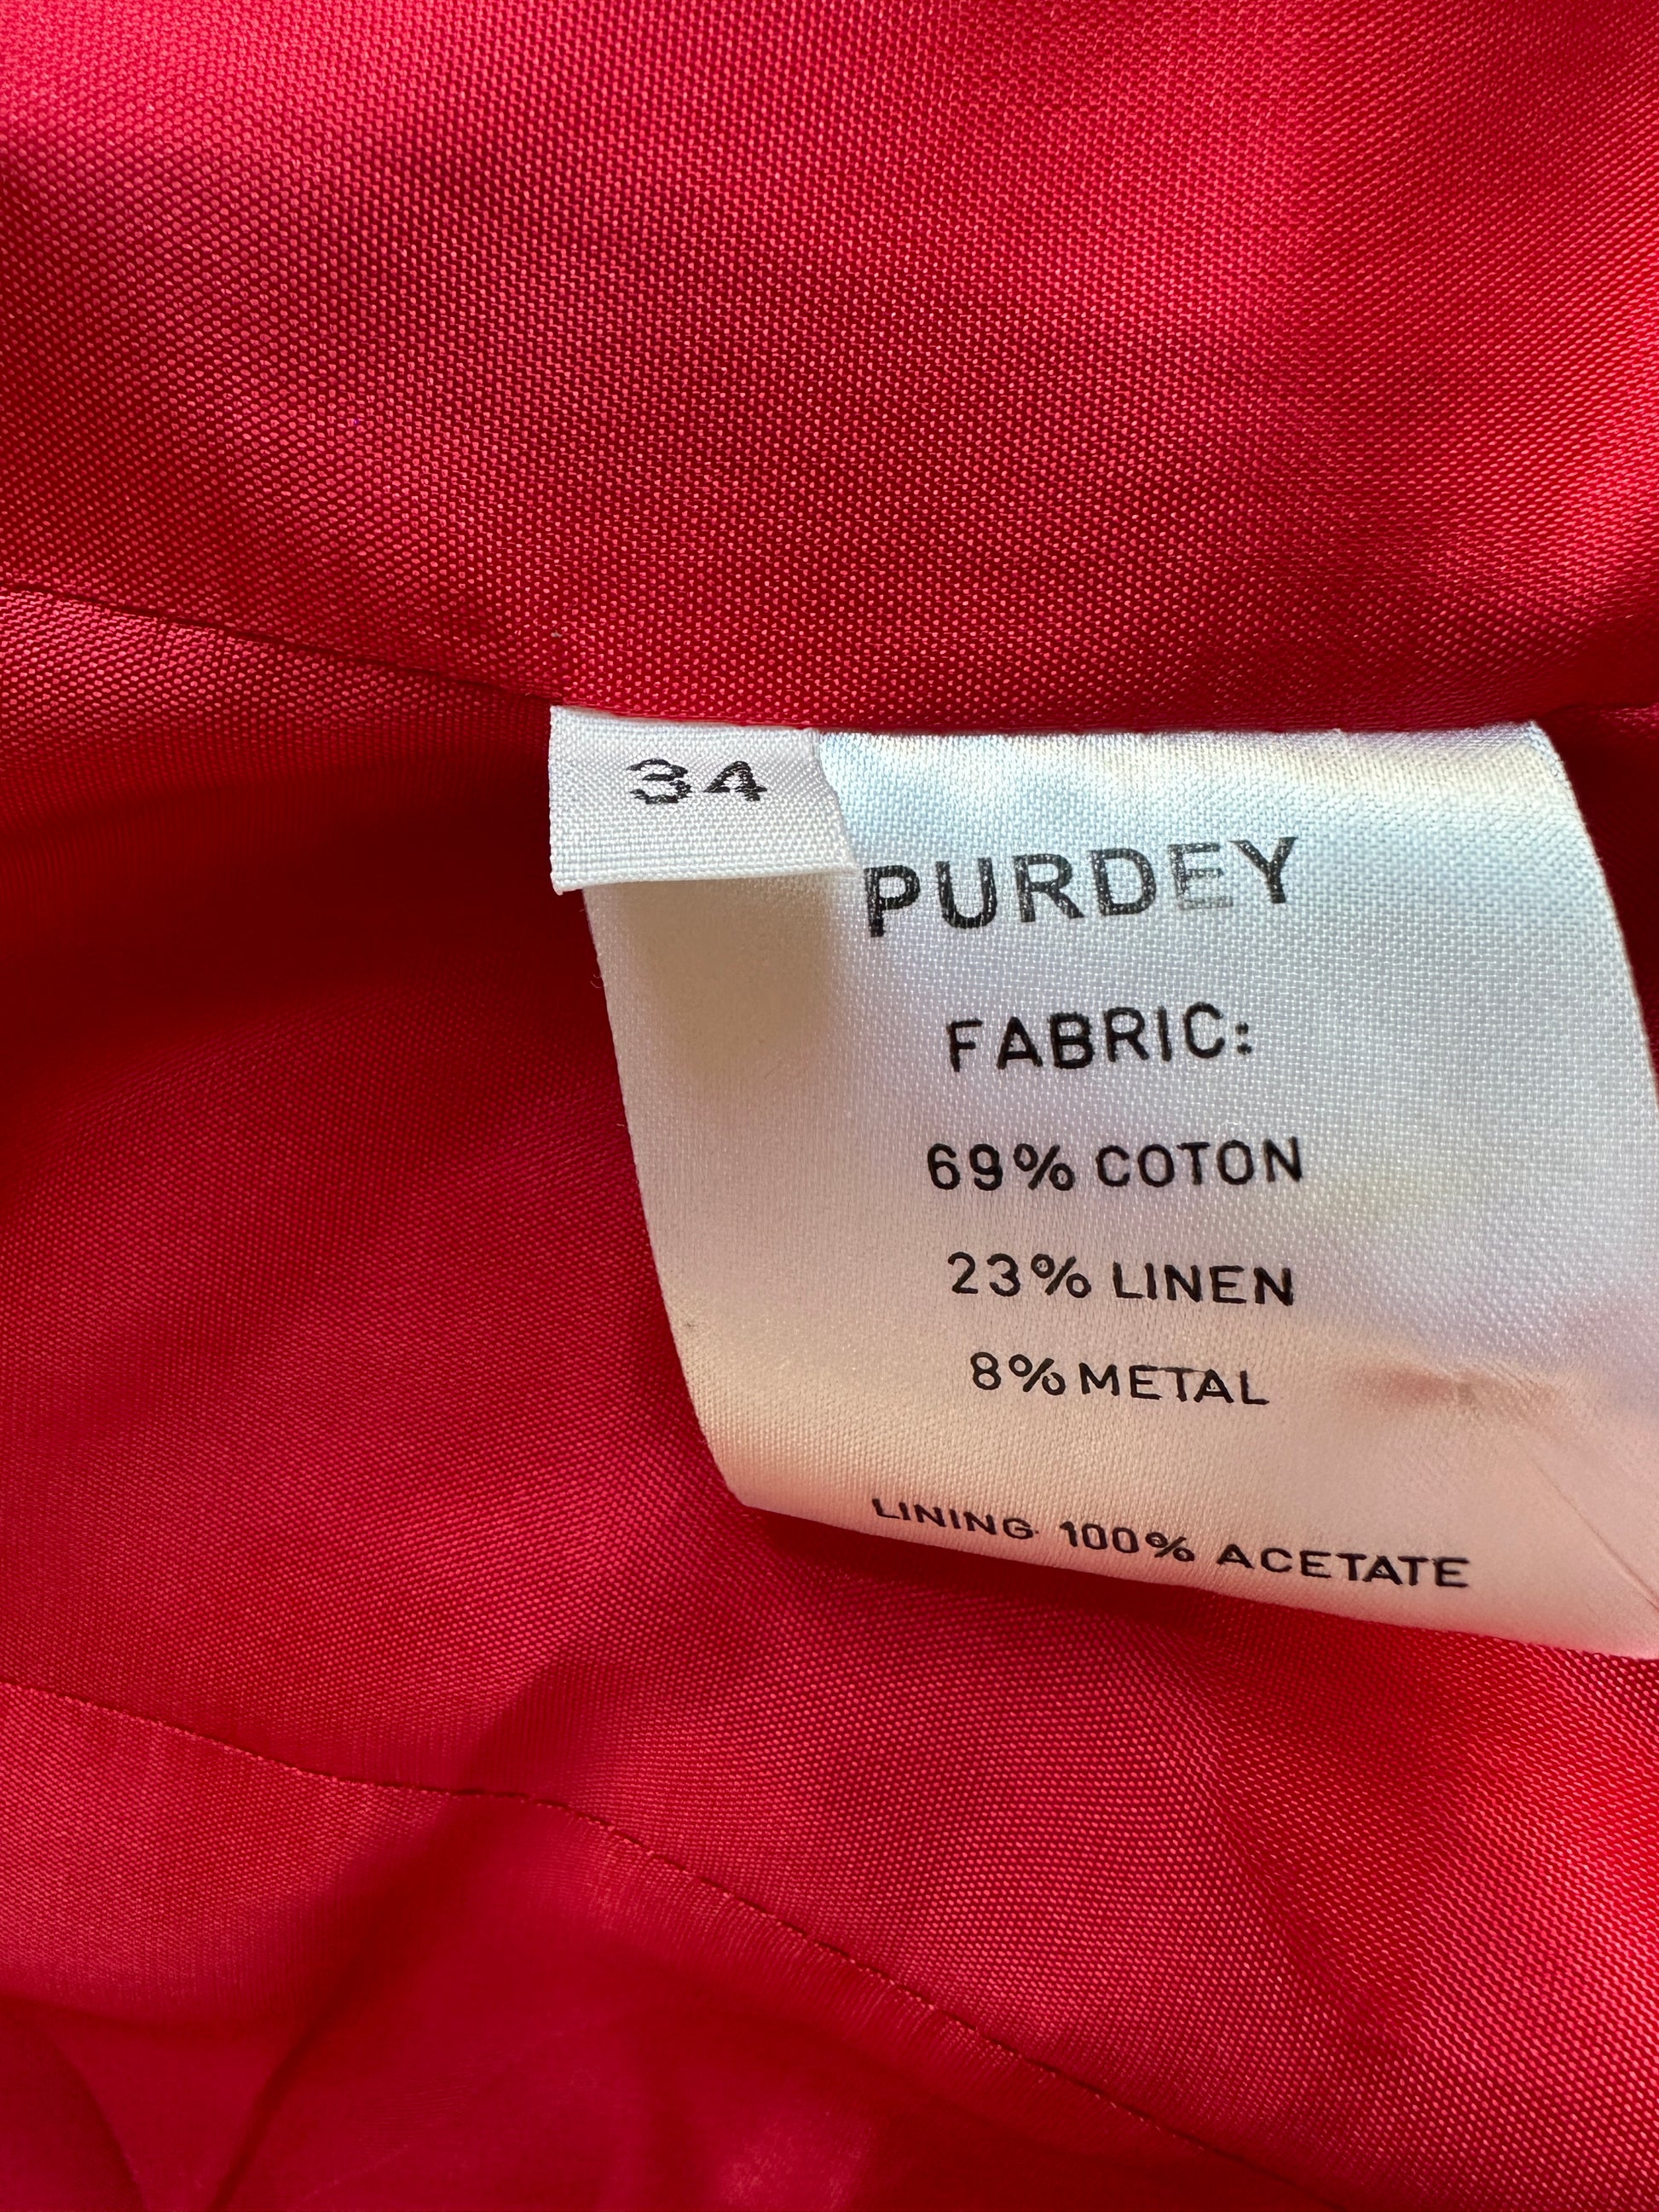 34
PURDEY
FABRIC:
69% COTON
23% LINEN
8% METAL
LINING 100% ACETATE